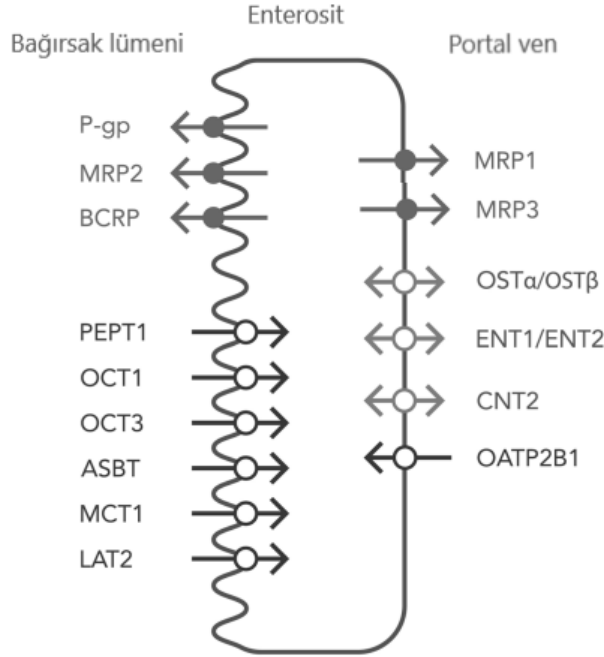 Enterosit
Bağırsak lümeni
Portal ven
P-gp
MRP2
BCRP
PEPT1
OCT1
OCT3
ASBT
MCT1
LAT2
MRP1
MRP3
OSTα/OSTβ
ENT1/ENT2
CNT2
OATP2B1